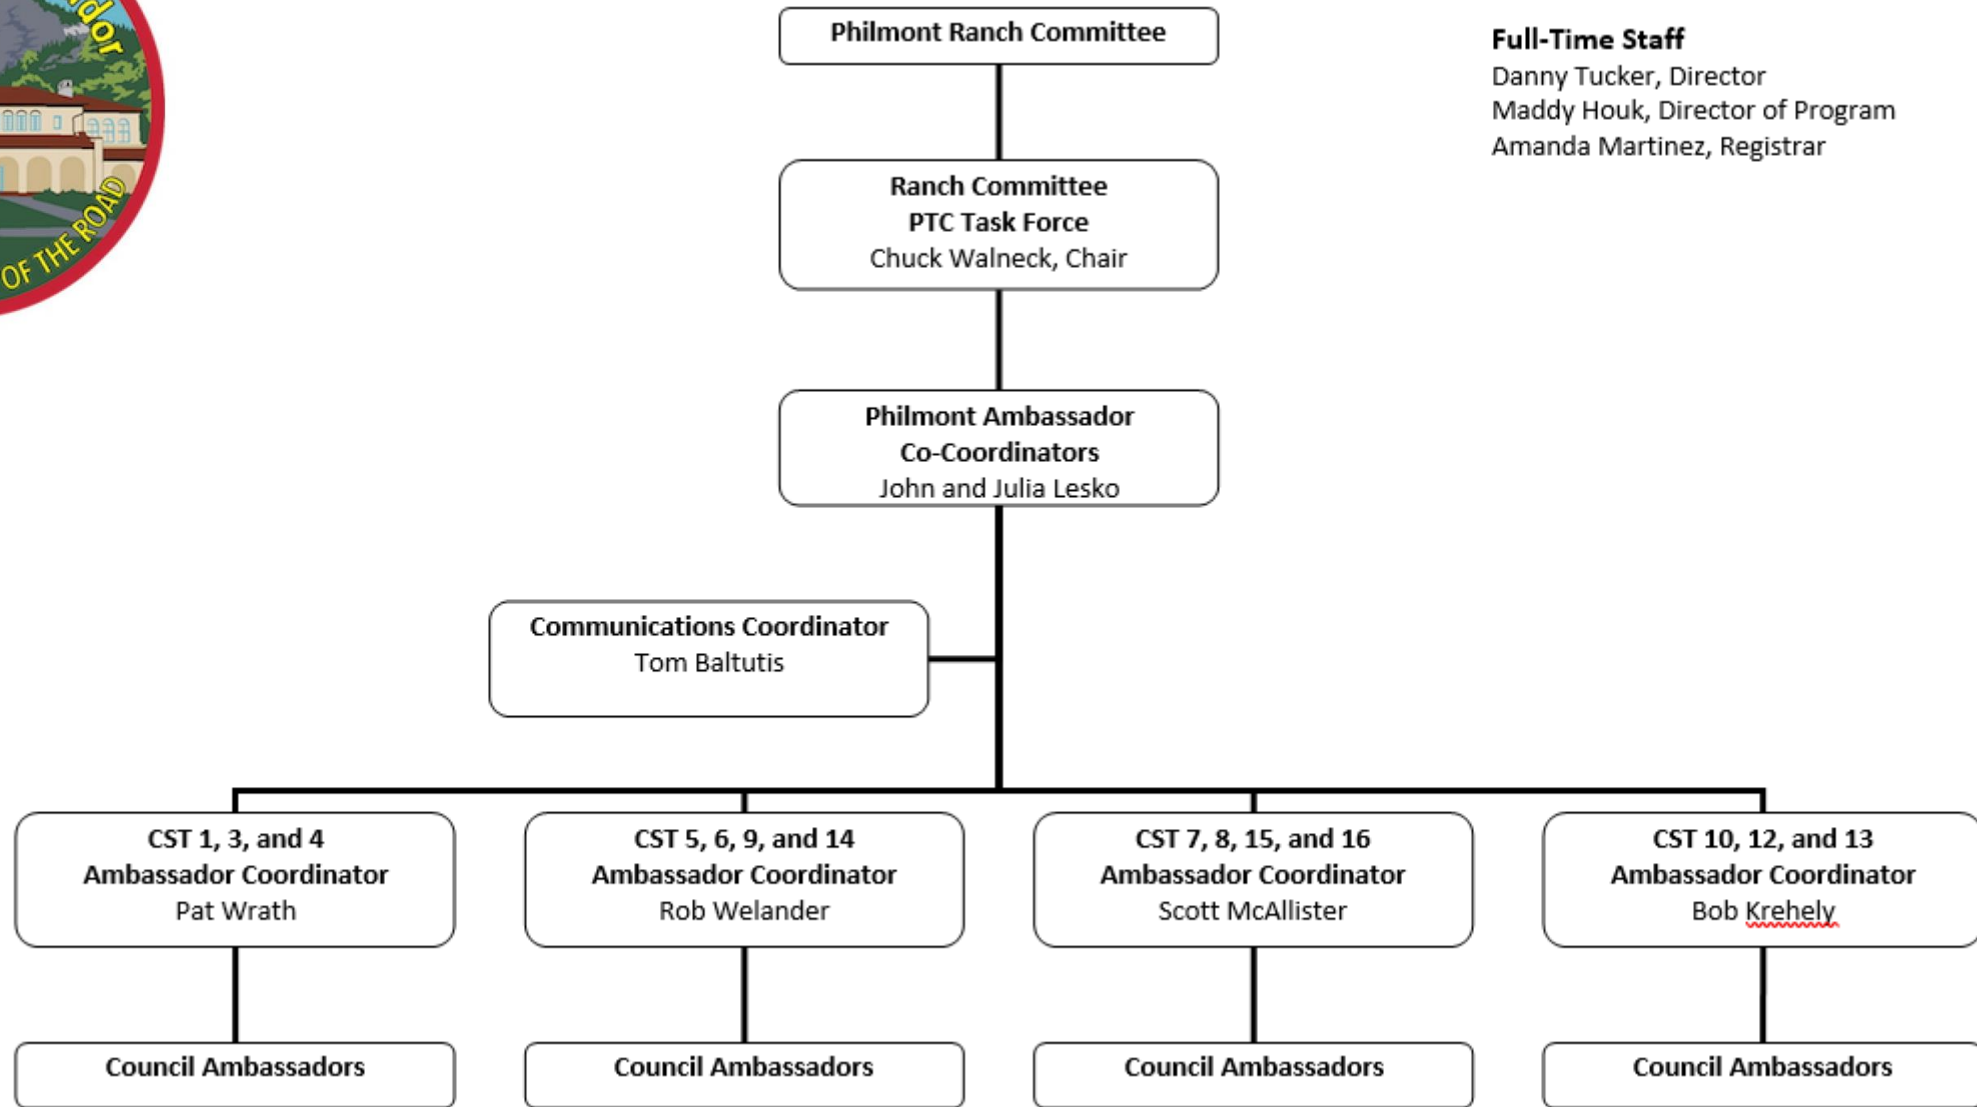 OF THE ROAD
Philmont Ranch Committee
Full-Time Staff
Danny Tucker, Director
Maddy Houk, Director of Program
Amanda Martinez, Registrar
Ranch Committee
PTC Task Force
Chuck Walneck, Chair
Philmont Ambassador
Co-Coordinators
John and Julia Lesko
Communications Coordinator
Tom Baltutis
CST 1, 3, and 4
Ambassador Coordinator
Pat Wrath
CST 5, 6, 9, and 14
Ambassador Coordinator
Rob Welander
CST 7, 8, 15, and 16
Ambassador Coordinator
Scott McAllister
CST 10, 12, and 13
Ambassador Coordinator
Bob Krehely
Council Ambassadors
Council Ambassadors
Council Ambassadors
Council Ambassadors